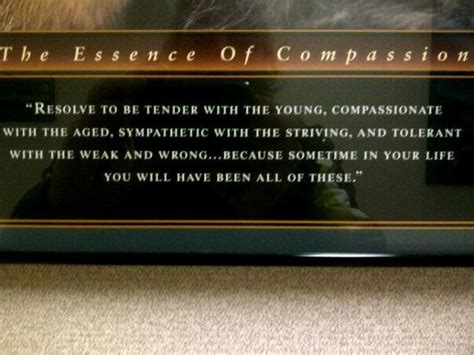 The Essence Of Compassion
“RESOLVE TO BE TENDER WITH THE YOUNG, COMPASSIONATE
WITH THE AGED, SYMPATHETIC WITH THE STRIVING, AND TOLERANT
WITH THE WEAK AND WRONG...BECAUSE SOMETIME IN YOUR LIFE
YOU WILL HAVE BEEN ALL OF THESE.”